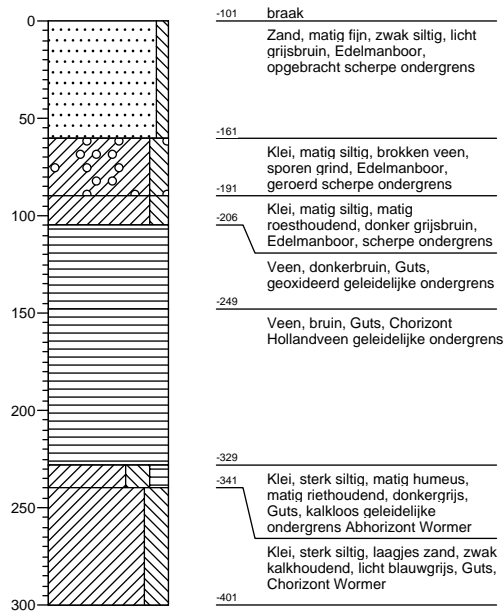 0
50
100
150
200
250
300
-101
braak
Zand, matig fijn, zwak siltig, licht
grijsbruin, Edelmanboor,
opgebracht scherpe ondergrens
-161
Klei, matig siltig, brokken veen,
sporen grind, Edelmanboor,
geroerd scherpe ondergrens
-191
Klei, matig siltig, matig
roesthoudend, donker grijsbruin,
Edelmanboor, scherpe ondergrens
-206
Veen, donkerbruin, Guts,
geoxideerd geleidelijke ondergrens
-249
Veen, bruin, Guts, Chorizont
Hollandveen geleidelijke ondergrens
-329
Klei, sterk siltig, matig humeus,
matig riethoudend, donkergrijs,
Guts, kalkloos geleidelijke
ondergrens Abhorizont Wormer
-341
Klei, sterk siltig, laagjes zand, zwak
kalkhoudend, licht blauwgrijs, Guts,
Chorizont Wormer
-401